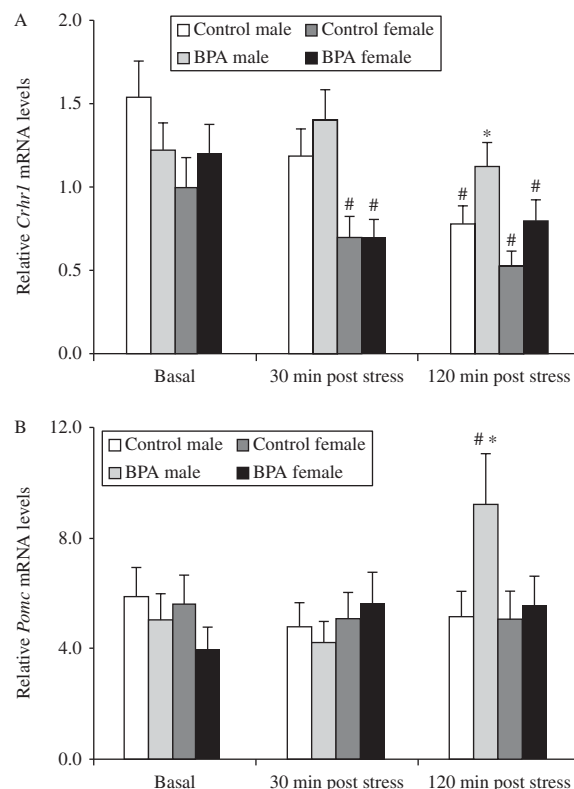 A
2.0
Control male Control female
BPA male BPA female
1.5
*
# # # #
1.0
#
0.5
0.0
Relative Crhr1 mRNA levels
Basal 30 min post stress 120 min post stress
B
12.0
Control male Control female
BPA male BPA female
# *
8.0
4.0
0.0
Relative Pomc mRNA levels
Basal 30 min post stress 120 min post stress